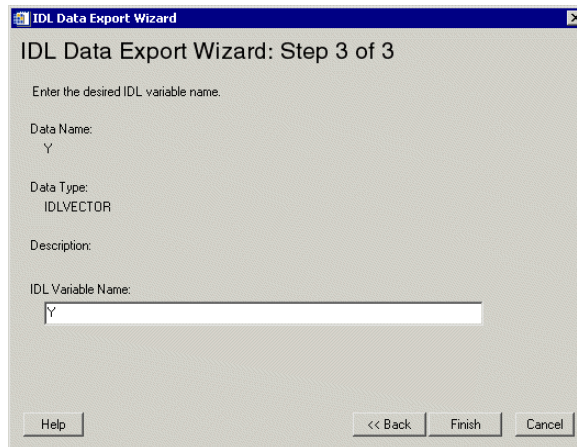 IDL Data Export Wizard
IDL Data Export Wizard: Step 3 of 3
Enter the desired IDL variable name.
Data Name:
Y
Data Type:
IDLVECTOR
Description:
IDL Variable Name:
Y
Help << Back Finish Cancel